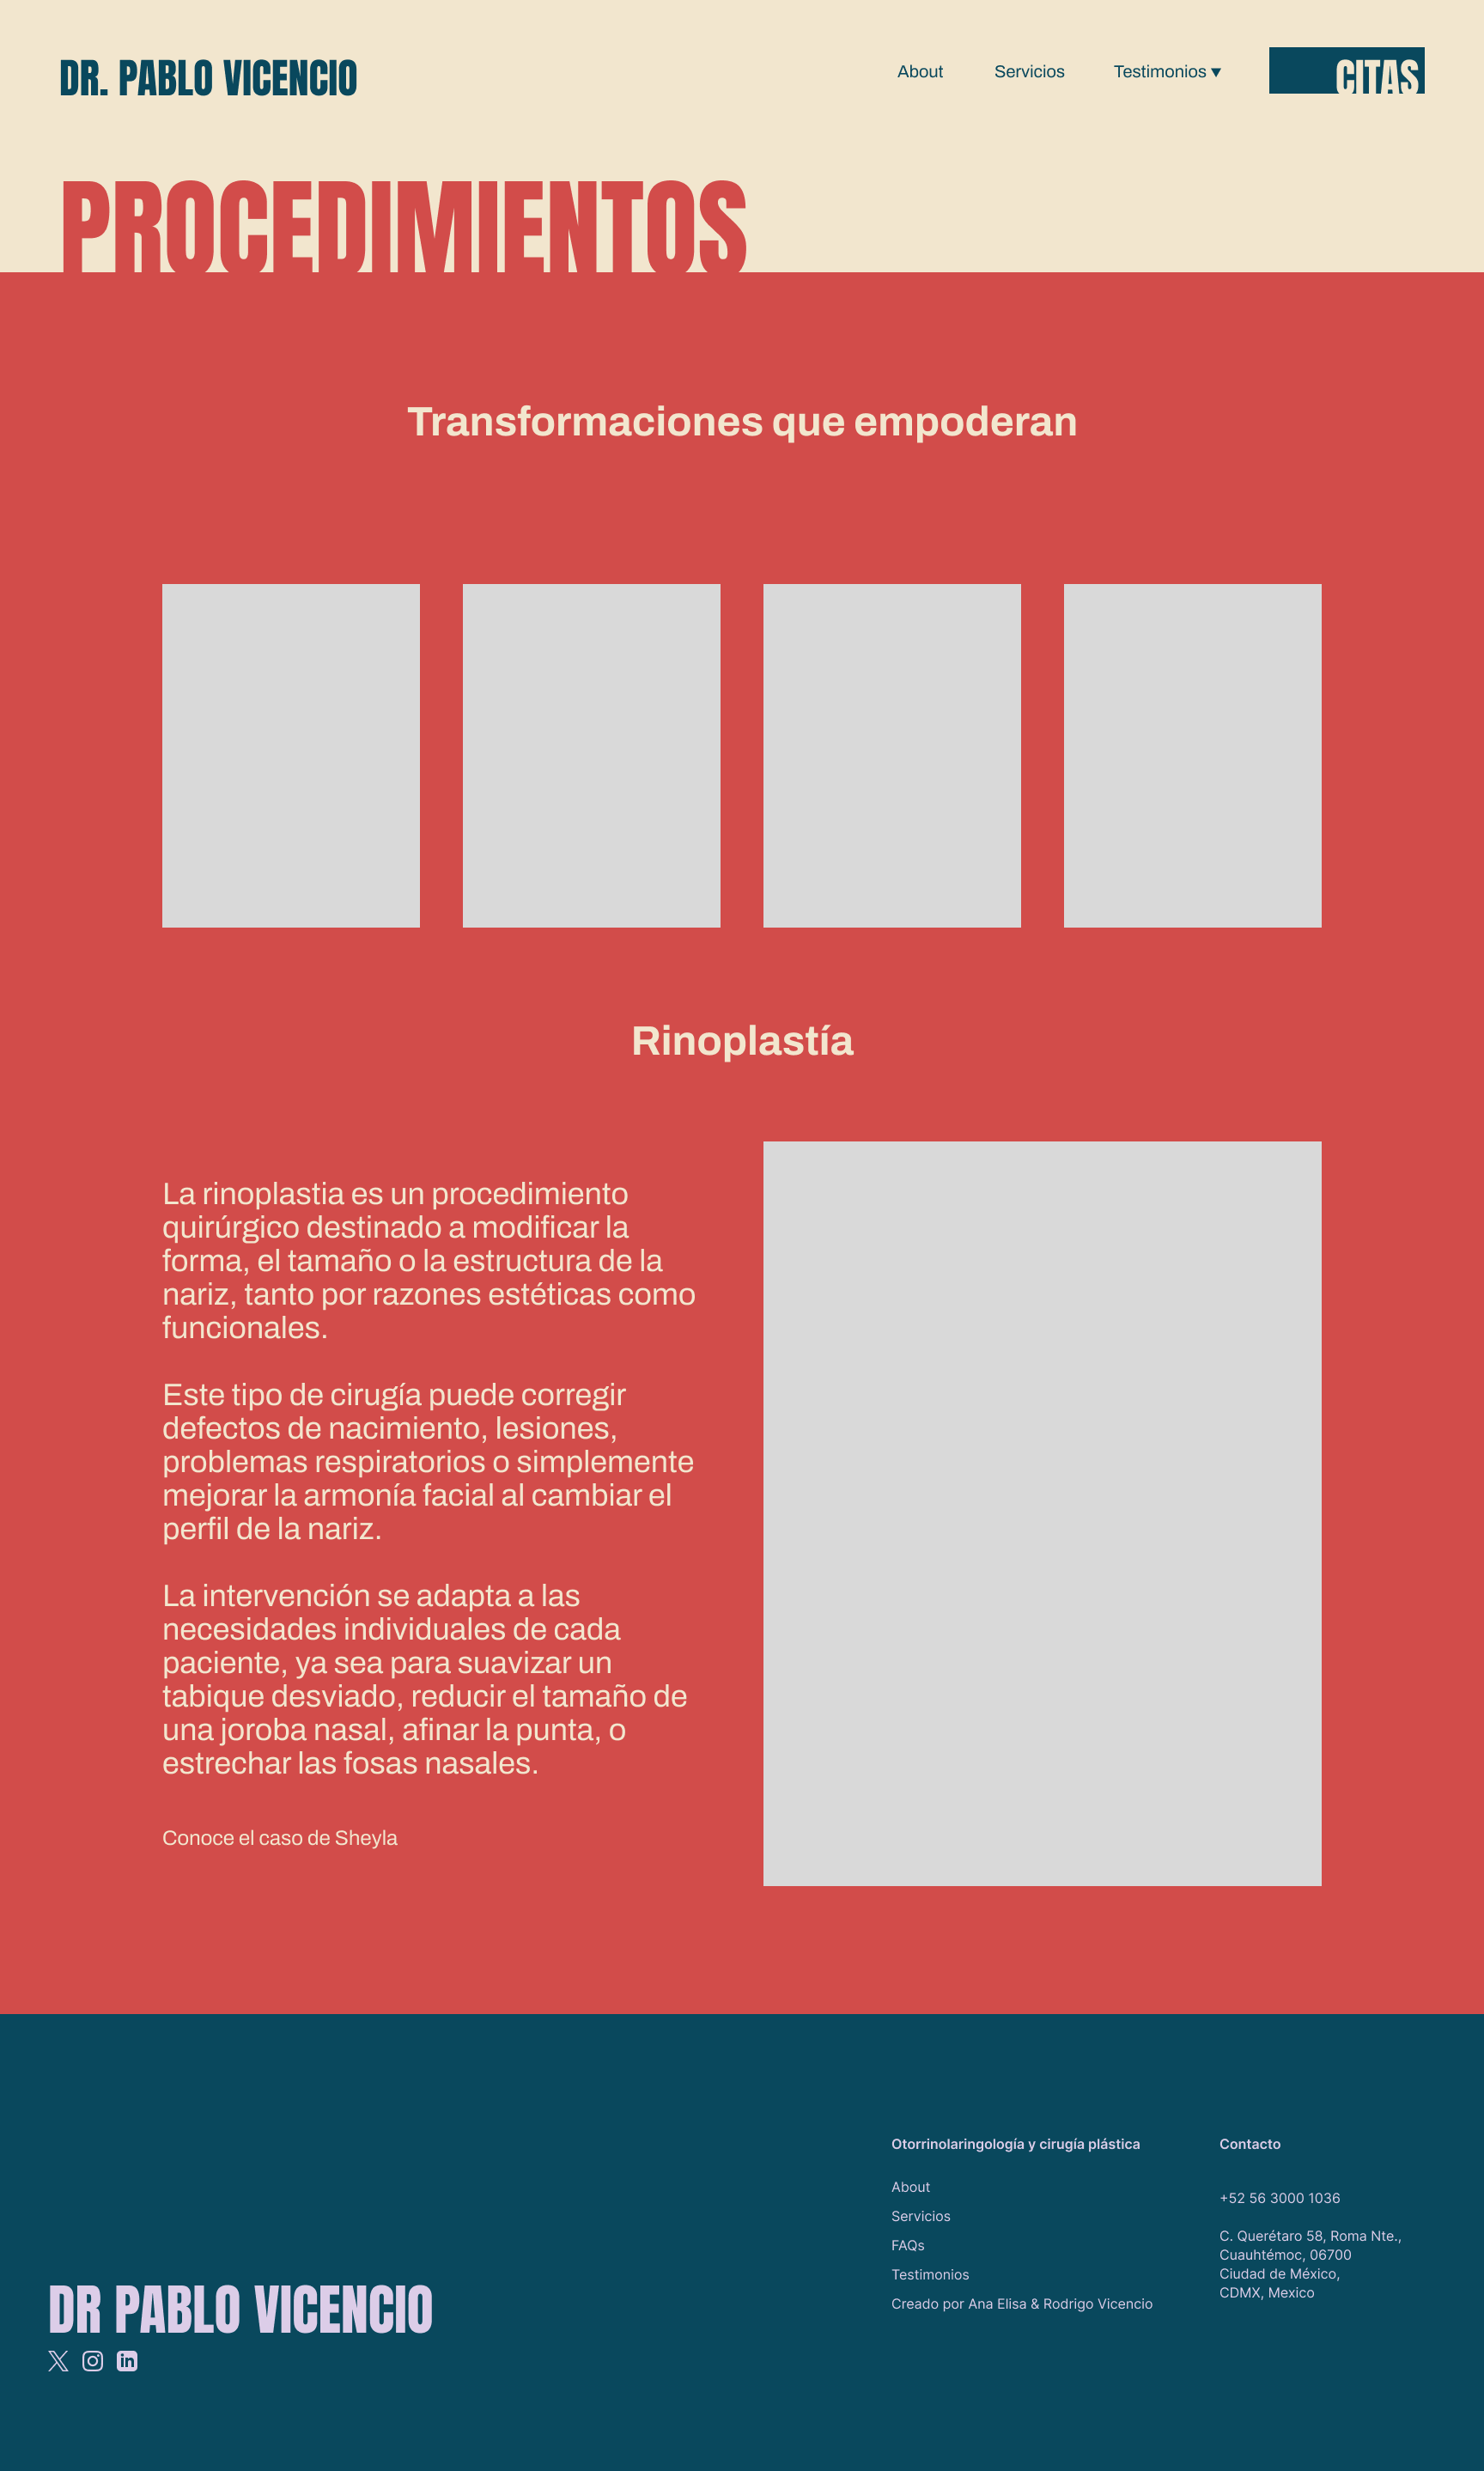 DR. PABLO VICENCIO
About
Servicios
Testimonios ▼
CITAS
PROCEDIMIENTOS
Transformaciones que empoderan
Rinoplastía
La rinoplastia es un procedimiento
quirúrgico destinado a modificar la
forma, el tamaño o la estructura de la
nariz, tanto por razones estéticas como
funcionales.
Este tipo de cirugía puede corregir
defectos de nacimiento, lesiones,
problemas respiratorios o simplemente
mejorar la armonía facial al cambiar el
perfil de la nariz.
La intervención se adapta a las
necesidades individuales de cada
paciente, ya sea para suavizar un
tabique desviado, reducir el tamaño de
una joroba nasal, afinar la punta, o
estrechar las fosas nasales.
Conoce el caso de Sheyla
DR PABLO VICENCIO
Otorrinolaringología y cirugía plástica
About
Servicios
FAQs
Testimonios
Creado por Ana Elisa & Rodrigo Vicencio
Contacto
+52 56 3000 1036
C. Querétaro 58, Roma Nte.,
Cuauhtémoc, 06700
Ciudad de México,
CDMX, Mexico